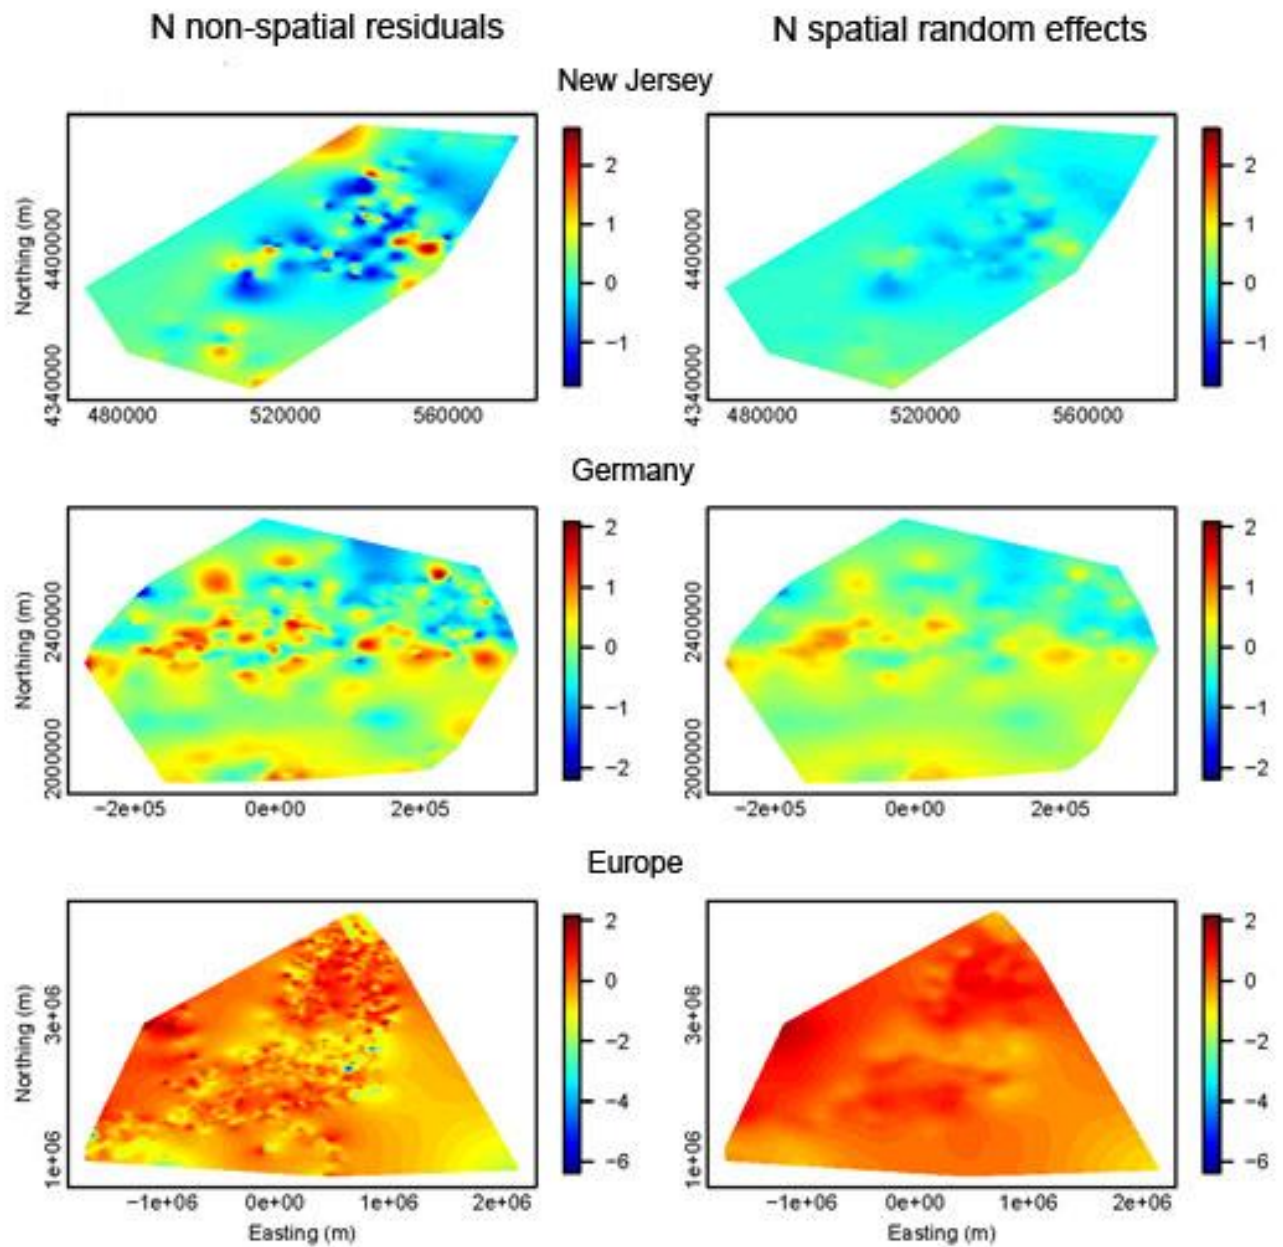 N non-spatial residuals
N spatial random effects
New Jersey
Northing (m)
4340000 4400000
480000 520000 560000
2
1
0
−1
4340000 4400000
480000 520000 560000
2
1
0
−1
Germany
Northing (m)
2000000 2400000
−2e+05 0e+00 2e+05
2
1
0
−1
−2
2000000 2400000
−2e+05 0e+00 2e+05
2
1
0
−1
−2
Europe
Northing (m)
1e+06 3e+06
−1e+06 0e+00 1e+06 2e+06
Easting (m)
2
0
−2
−4
−6
1e+06 3e+06
−1e+06 0e+00 1e+06 2e+06
Easting (m)
2
0
−2
−4
−6